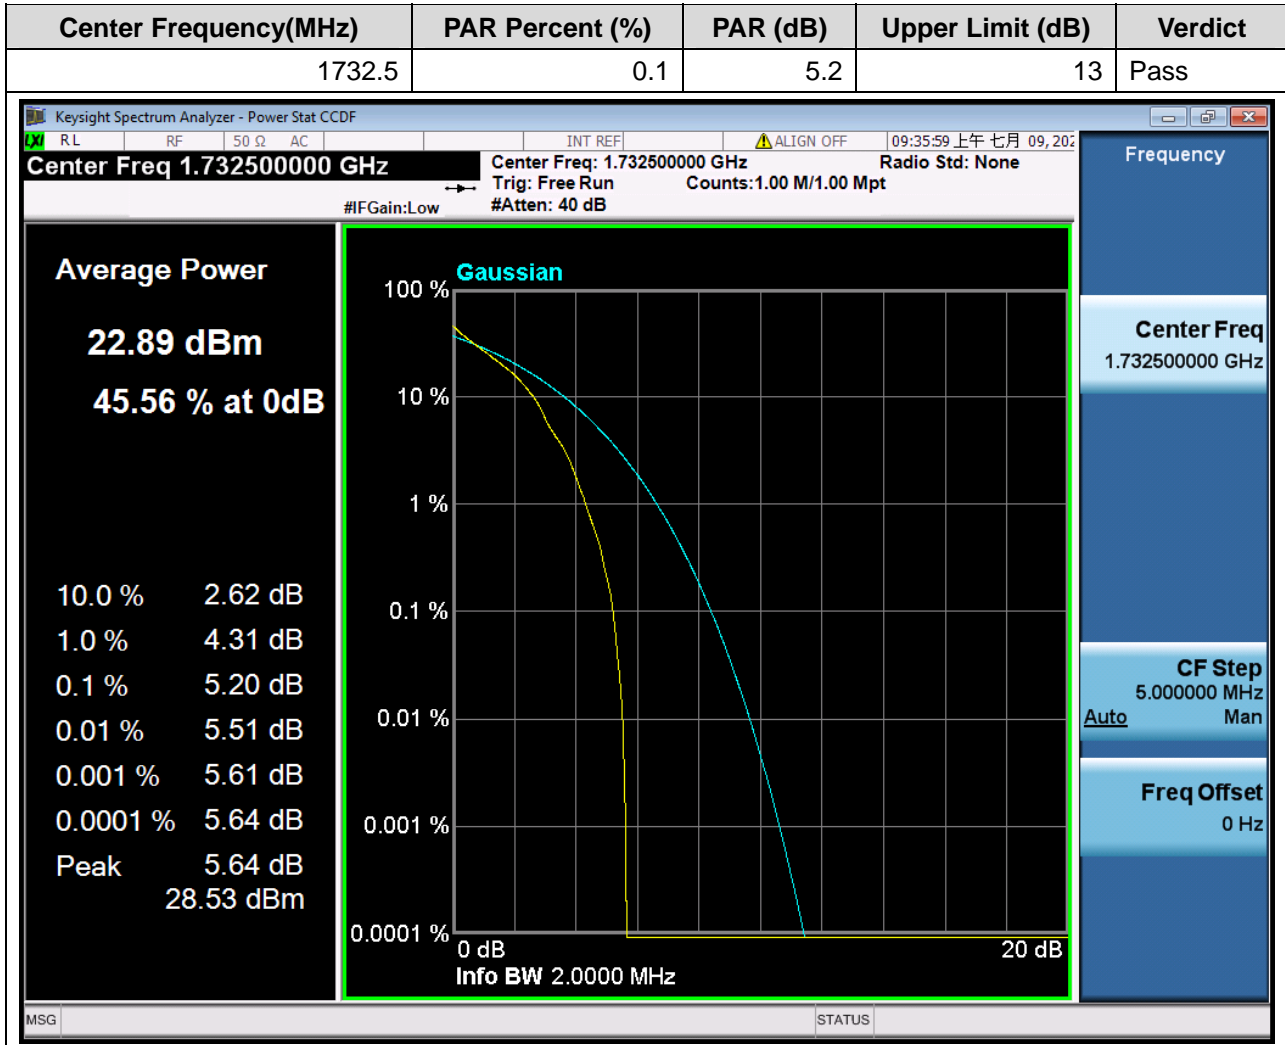 Center Frequency(MHz) PAR Percent (%) PAR (dB) Upper Limit (dB) Verdict
1732.5 0.1 5.2 13 Pass
Keysight Spectrum Analyzer - Power Stat CCDF
LXI RL RF 50 Ω AC INT REF ALIGN OFF 09:35:59 上午 七月 09, 202
Center Freq 1.732500000 GHz
Center Freq: 1.732500000 GHz Radio Std: None
Trig: Free Run Counts:1.00 M/1.00 Mpt
#IFGain:Low #Atten: 40 dB
Average Power
22.89 dBm
45.56 % at 0dB
10.0 % 2.62 dB
1.0 % 4.31 dB
0.1 % 5.20 dB
0.01 % 5.51 dB
0.001 % 5.61 dB
0.0001 % 5.64 dB
Peak 5.64 dB
28.53 dBm
Gaussian
100 %
10 %
1 %
0.1 %
0.01 %
0.001 %
0.0001 %
0 dB 20 dB
Info BW 2.0000 MHz
Frequency
Center Freq
1.732500000 GHz
CF Step
5.000000 MHz
Auto Man
Freq Offset
0 Hz
MSG STATUS